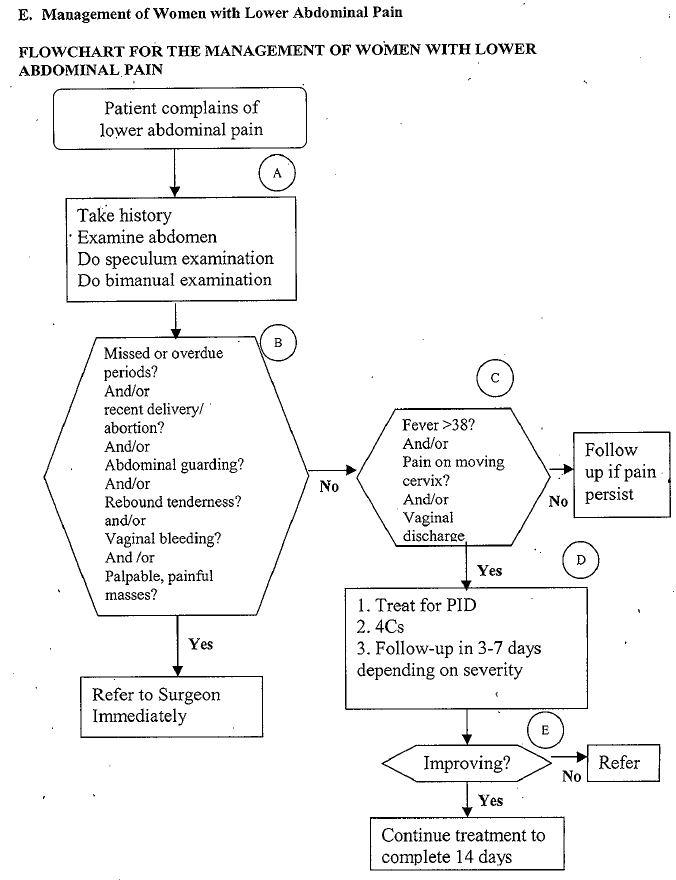 E. Management of Women with Lower Abdominal Pain
FLOWCHART FOR THE MANAGEMENT OF WOMEN WITH LOWER
ABDOMINAL PAIN
Patient complains of
lower abdominal pain
A
Take history
Examine abdomen
Do speculum examination
Do bimanual examination
B
Missed or overdue
periods?
And/or
recent delivery/
abortion?
And/or
Abdominal guarding?
And/or
Rebound tenderness?
and/or
Vaginal bleeding?
And /or
Palpable, painful
masses?
No
Yes
Refer to Surgeon
Immediately
C
Fever >38?
And/or
Pain on moving
cervix?
And/or
Vaginal
discharge
No
Follow
up if pain
persist
Yes
D
1. Treat for PID
2. 4Cs
3. Follow-up in 3-7 days
depending on severity
E
Improving?
No
Refer
Yes
Continue treatment to
complete 14 days